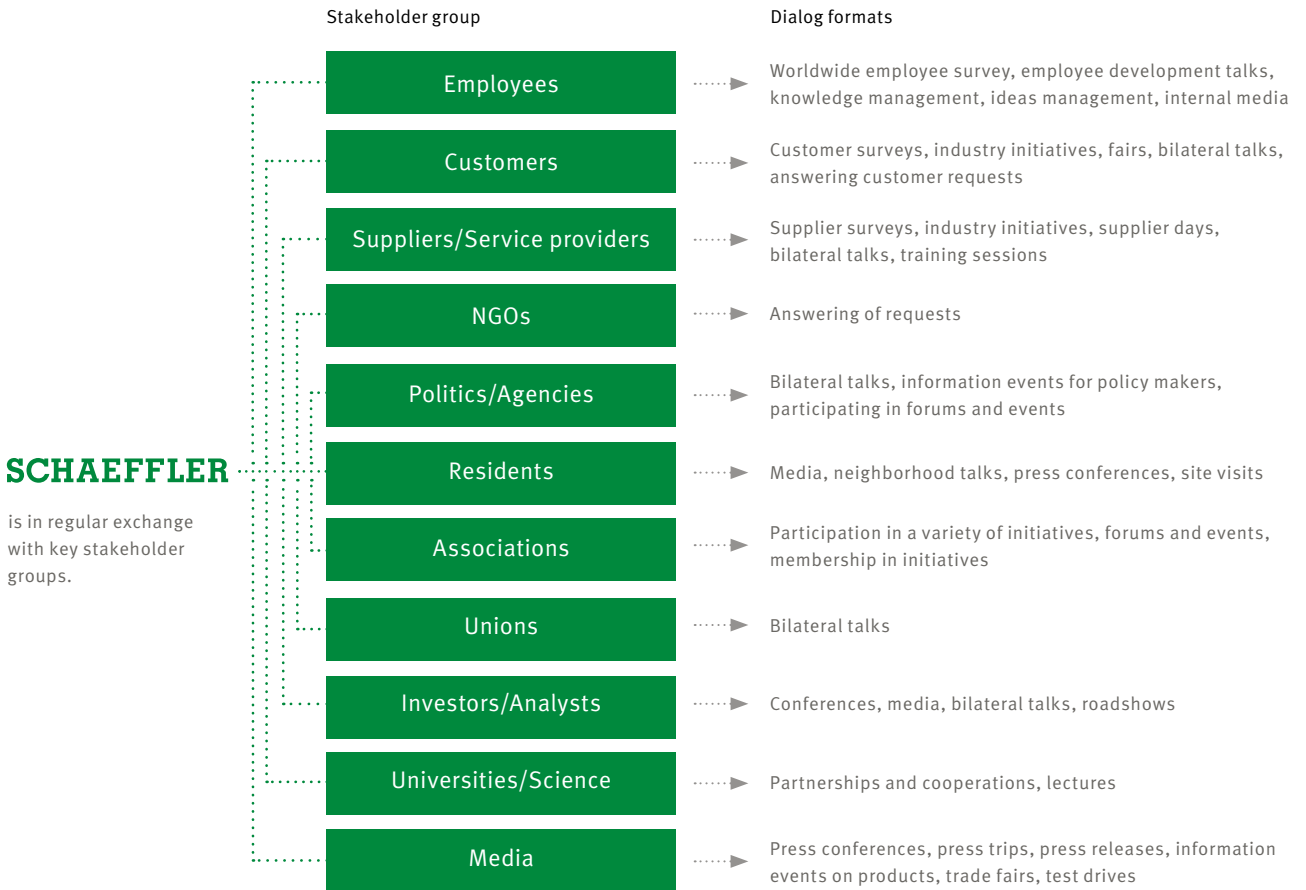 Stakeholder group
Dialog formats
Employees
Worldwide employee survey, employee development talks,
knowledge management, ideas management, internal media
Customers
Customer surveys, industry initiatives, fairs, bilateral talks,
answering customer requests
Suppliers/Service providers
Supplier surveys, industry initiatives, supplier days,
bilateral talks, training sessions
NGOs
Answering of requests
Politics/Agencies
Bilateral talks, information events for policy makers,
participating in forums and events
SCHAEFFLER
is in regular exchange
with key stakeholder
groups.
Residents
Media, neighborhood talks, press conferences, site visits
Associations
Participation in a variety of initiatives, forums and events,
membership in initiatives
Unions
Bilateral talks
Investors/Analysts
Conferences, media, bilateral talks, roadshows
Universities/Science
Partnerships and cooperations, lectures
Media
Press conferences, press trips, press releases, information
events on products, trade fairs, test drives